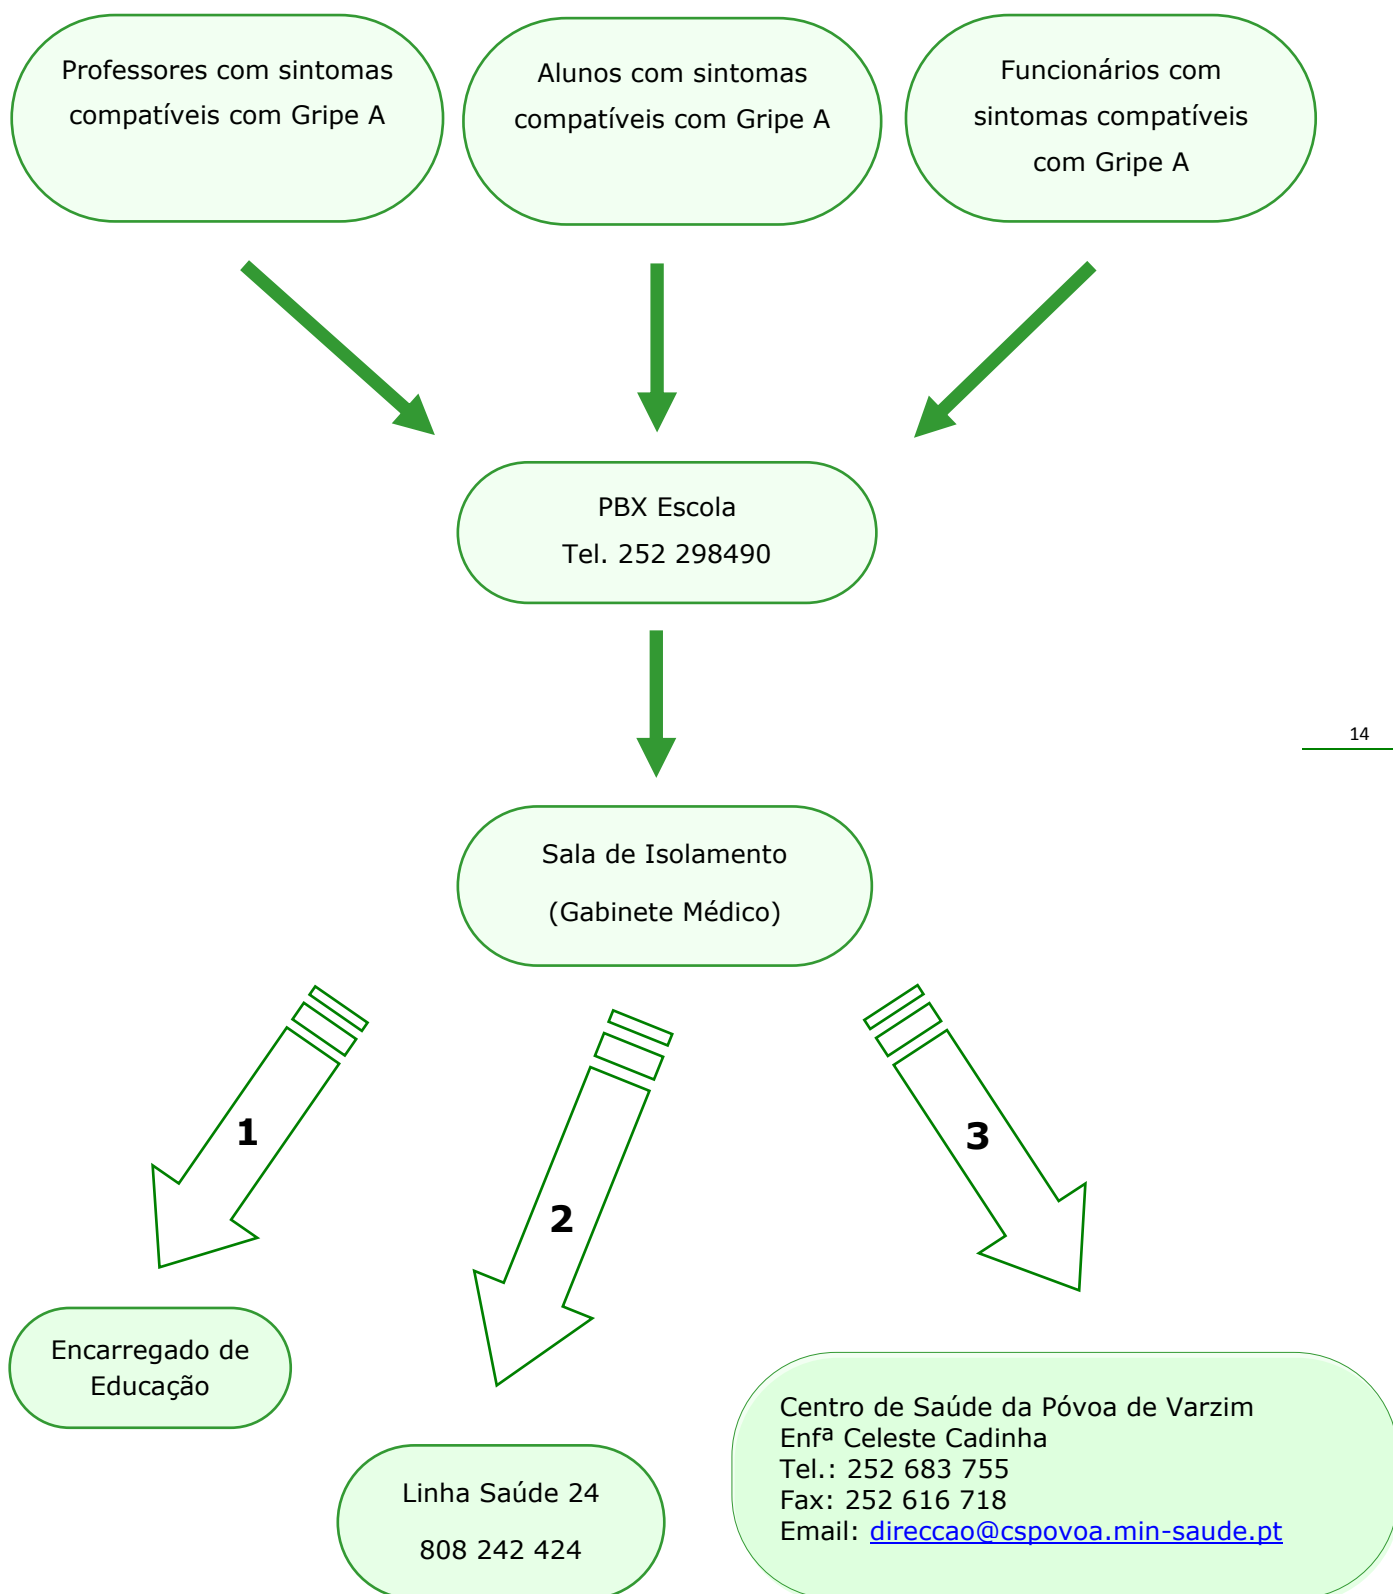 Professores com sintomas
compatíveis com Gripe A
Alunos com sintomas
compatíveis com Gripe A
Funcionários com
sintomas compatíveis
com Gripe A
PBX Escola
Tel. 252 298490
14
Sala de Isolamento
(Gabinete Médico)
1
2
3
Encarregado de
Educação
Linha Saúde 24
808 242 424
Centro de Saúde da Póvoa de Varzim
Enfª Celeste Cadinha
Tel.: 252 683 755
Fax: 252 616 718
Email: direccao@cspovoa.min-saude.pt